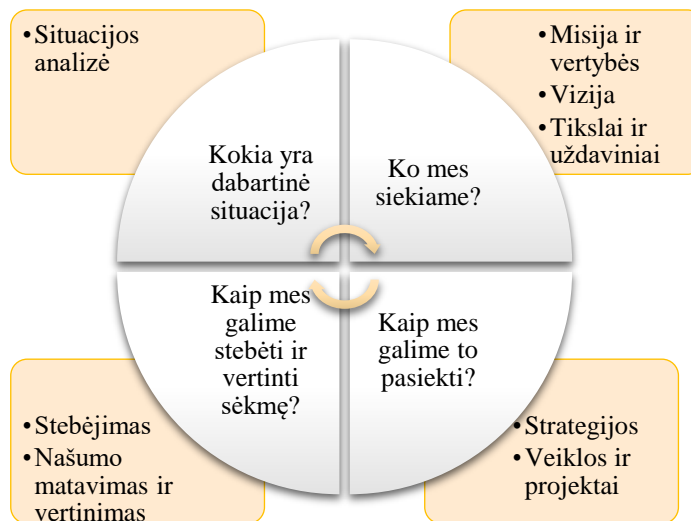 •Situacijos
analizė
•Misija ir
vertybės
•Vizija
•Tikslai ir
uždaviniai
Kokia yra
dabartinė
situacija?
Ko mes
siekiame?
Kaip mes
galime
stebėti ir
vertinti
sėkmę?
Kaip mes
galime to
pasiekti?
•Stebėjimas
•Našumo
matavimas ir
vertinimas
•Strategijos
•Veiklos ir
projektai